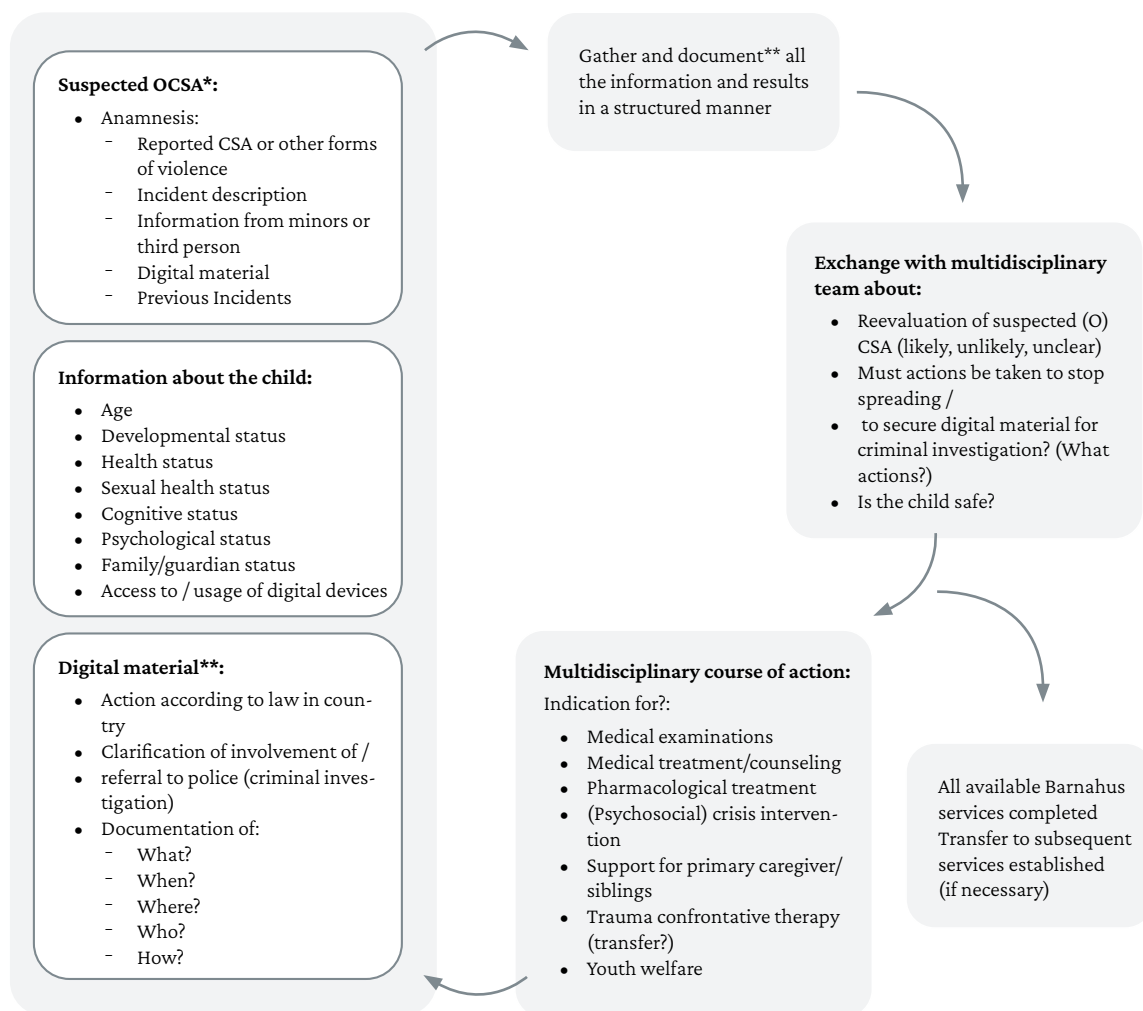 Suspected OCSA*:
• Anamnesis:
- Reported CSA or other forms
of violence
- Incident description
- Information from minors or
third person
- Digital material
- Previous Incidents
Information about the child:
• Age
• Developmental status
• Health status
• Sexual health status
• Cognitive status
• Psychological status
• Family/guardian status
• Access to / usage of digital devices
Digital material**:
• Action according to law in coun-
try
• Clarification of involvement of /
• referral to police (criminal inves-
tigation)
• Documentation of:
- What?
- When?
- Where?
- Who?
- How?
Gather and document** all
the information and results
in a structured manner
Exchange with multidisciplinary
team about:
• Reevaluation of suspected (O)
CSA (likely, unlikely, unclear)
• Must actions be taken to stop
spreading /
• to secure digital material for
criminal investigation? (What
actions?)
• Is the child safe?
Multidisciplinary course of action:
Indication for?:
• Medical examinations
• Medical treatment/counseling
• Pharmacological treatment
• (Psychosocial) crisis interven-
tion
• Support for primary caregiver/
siblings
• Trauma confrontative therapy
(transfer?)
• Youth welfare
All available Barnahus
services completed
Transfer to subsequent
services established
(if necessary)